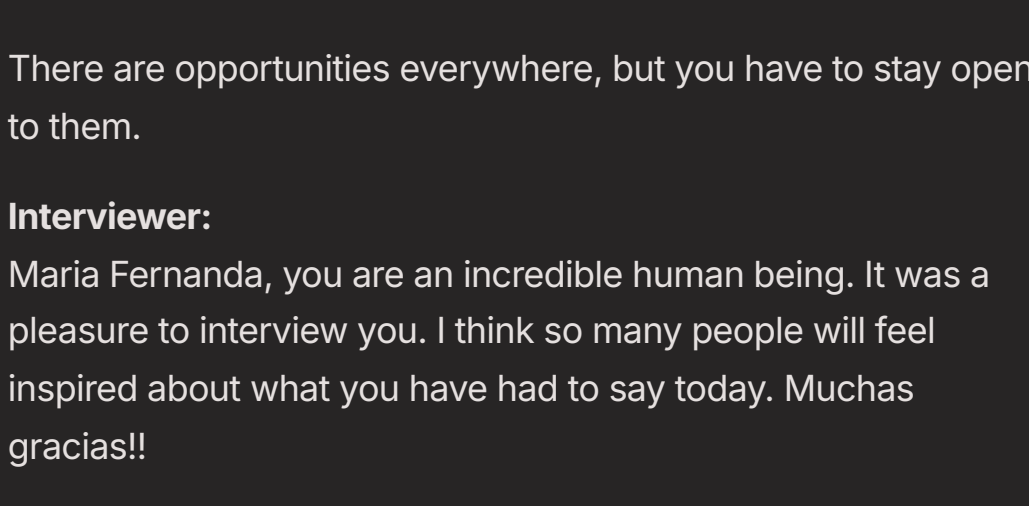 There are opportunities everywhere, but you have to stay open
to them.
Interviewer:
Maria Fernanda, you are an incredible human being. It was a
pleasure to interview you. I think so many people will feel
inspired about what you have had to say today. Muchas
gracias!!